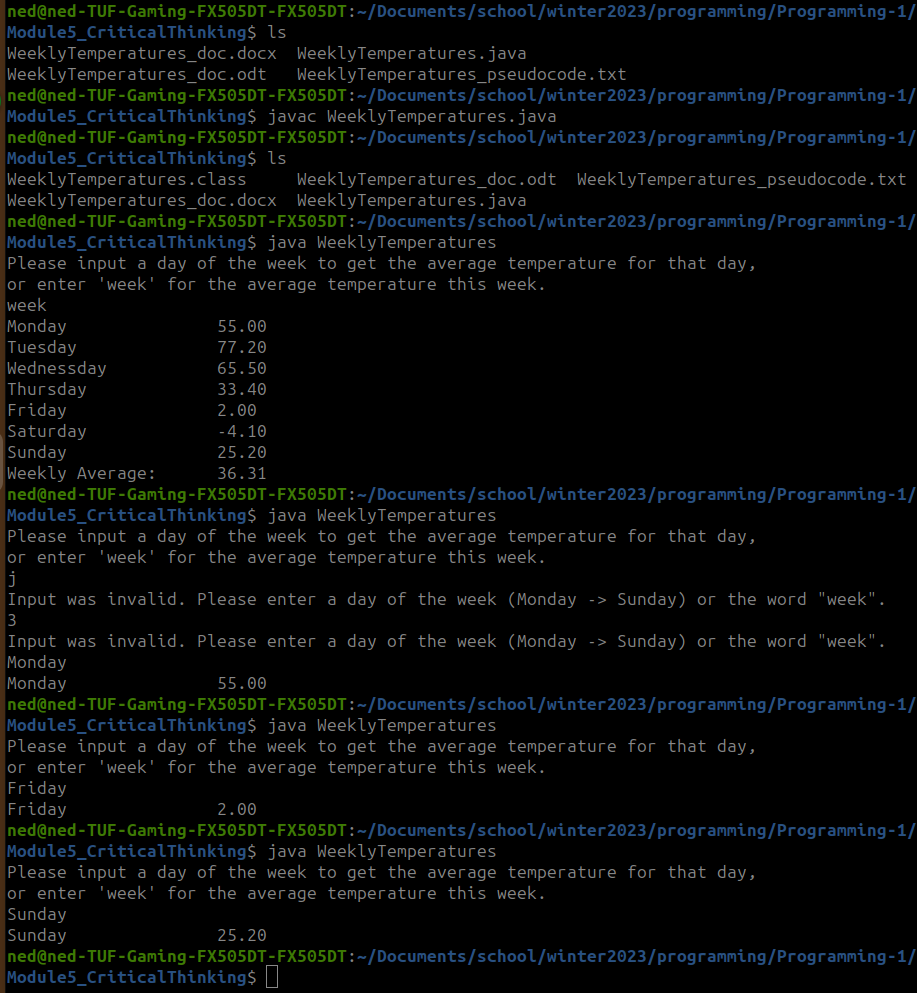 ned@ned-TUF-Gaming-FX505DT-FX505DT:~/Documents/school/winter2023/programming/Programming-1/
Module5_CriticalThinking$ ls
WeeklyTemperatures_doc.docx  WeeklyTemperatures.java
WeeklyTemperatures_doc.odt   WeeklyTemperatures_pseudocode.txt
ned@ned-TUF-Gaming-FX505DT-FX505DT:~/Documents/school/winter2023/programming/Programming-1/
Module5_CriticalThinking$ javac WeeklyTemperatures.java
ned@ned-TUF-Gaming-FX505DT-FX505DT:~/Documents/school/winter2023/programming/Programming-1/
Module5_CriticalThinking$ ls
WeeklyTemperatures.class     WeeklyTemperatures_doc.odt  WeeklyTemperatures_pseudocode.txt
WeeklyTemperatures_doc.docx  WeeklyTemperatures.java
ned@ned-TUF-Gaming-FX505DT-FX505DT:~/Documents/school/winter2023/programming/Programming-1/
Module5_CriticalThinking$ java WeeklyTemperatures
Please input a day of the week to get the average temperature for that day,
or enter 'week' for the average temperature this week.
week
Monday               55.00
Tuesday              77.20
Wednessday           65.50
Thursday             33.40
Friday               2.00
Saturday             -4.10
Sunday               25.20
Weekly Average:      36.31
ned@ned-TUF-Gaming-FX505DT-FX505DT:~/Documents/school/winter2023/programming/Programming-1/
Module5_CriticalThinking$ java WeeklyTemperatures
Please input a day of the week to get the average temperature for that day,
or enter 'week' for the average temperature this week.
j
Input was invalid. Please enter a day of the week (Monday -> Sunday) or the word "week".
3
Input was invalid. Please enter a day of the week (Monday -> Sunday) or the word "week".
Monday
Monday               55.00
ned@ned-TUF-Gaming-FX505DT-FX505DT:~/Documents/school/winter2023/programming/Programming-1/
Module5_CriticalThinking$ java WeeklyTemperatures
Please input a day of the week to get the average temperature for that day,
or enter 'week' for the average temperature this week.
Friday
Friday               2.00
ned@ned-TUF-Gaming-FX505DT-FX505DT:~/Documents/school/winter2023/programming/Programming-1/
Module5_CriticalThinking$ java WeeklyTemperatures
Please input a day of the week to get the average temperature for that day,
or enter 'week' for the average temperature this week.
Sunday
Sunday               25.20
ned@ned-TUF-Gaming-FX505DT-FX505DT:~/Documents/school/winter2023/programming/Programming-1/
Module5_CriticalThinking$